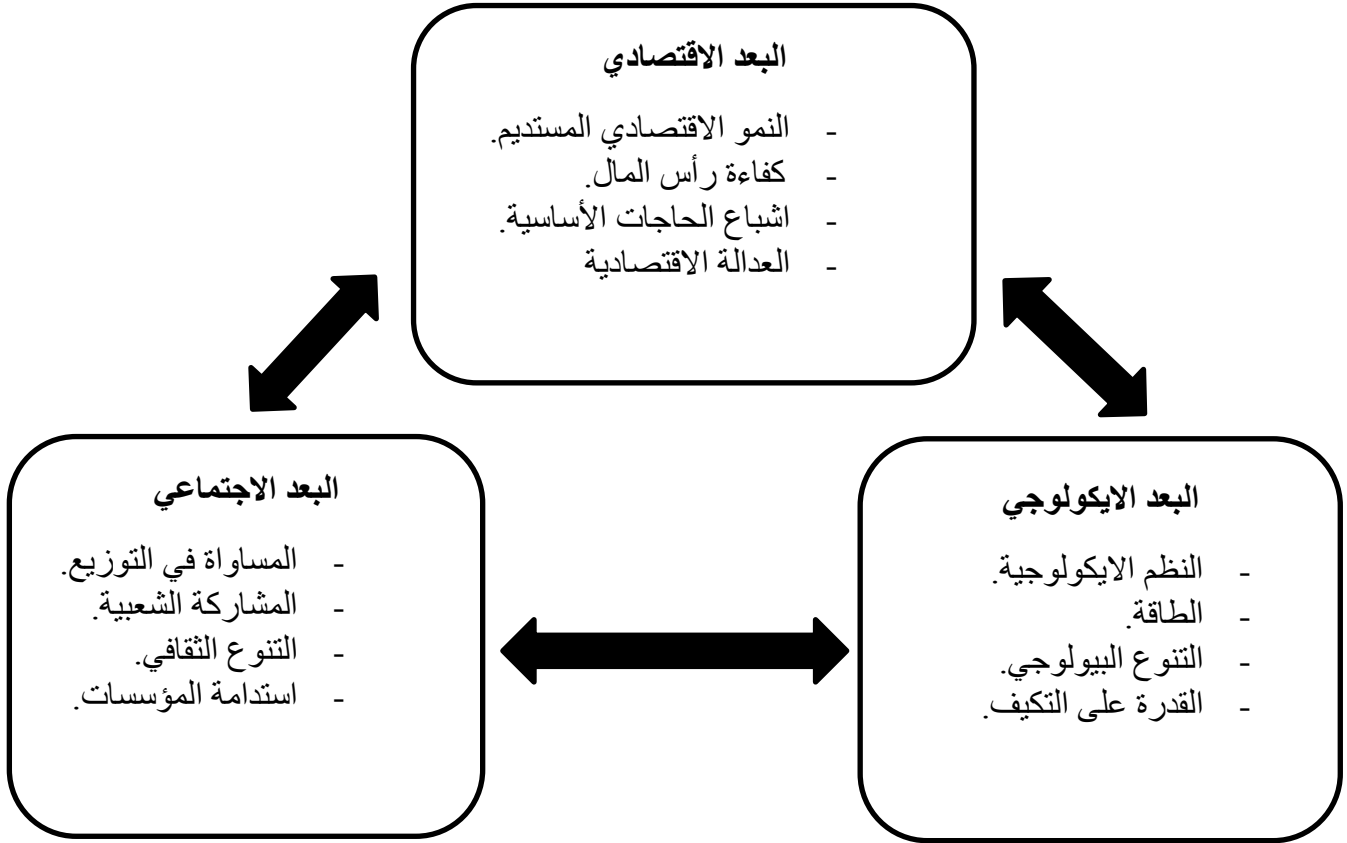 البعد الاقتصادي
- النمو الاقتصادي المستديم.
- كفاءة رأس المال.
- اشباع الحاجات الأساسية.
- العدالة الاقتصادية
البعد الايكولوجي
- النظم الايكولوجية.
- الطاقة.
- التنوع البيولوجي.
- القدرة على التكيف.
البعد الاجتماعي
- المساواة في التوزيع.
- المشاركة الشعبية.
- التنوع الثقافي.
- استدامة المؤسسات.